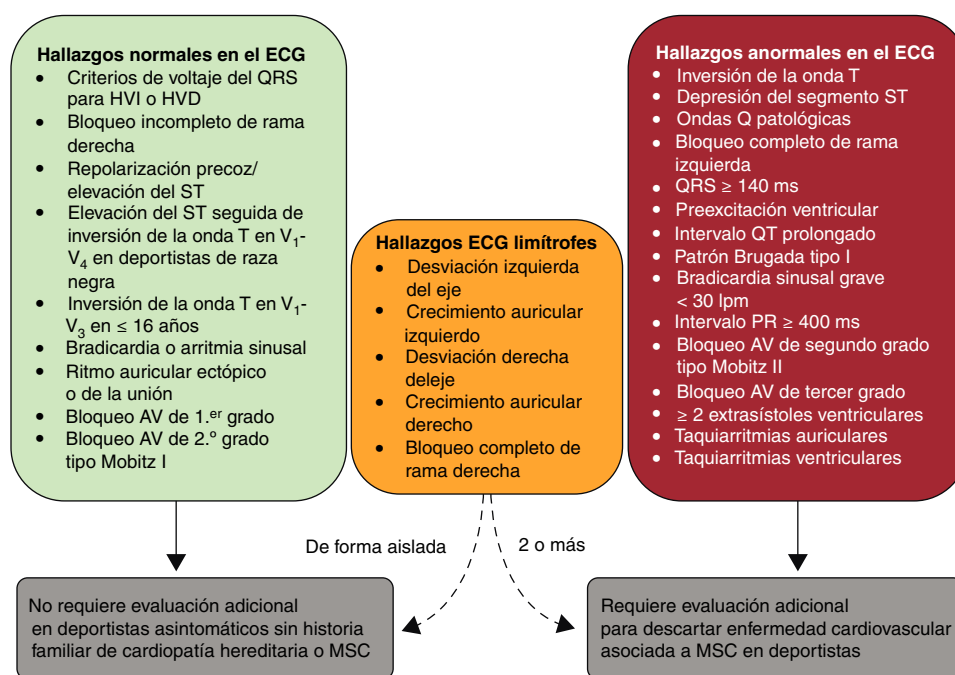 Hallazgos normales en el ECG
• Criterios de voltaje del QRS
para HVI o HVD
• Bloqueo incompleto de rama
derecha
• Repolarización precoz/
elevación del ST
• Elevación del ST seguida de
inversión de la onda T en V1-
V4 en deportistas de raza
negra
• Inversión de la onda T en V1-
V3 en ≤ 16 años
• Bradicardia o arritmia sinusal
• Ritmo auricular ectópico
o de la unión
• Bloqueo AV de 1.er grado
• Bloqueo AV de 2.º grado
tipo Mobitz I
Hallazgos ECG limítrofes
• Desviación izquierda
del eje
• Crecimiento auricular
izquierdo
• Desviación derecha
deleje
• Crecimiento auricular
derecho
• Bloqueo completo de
rama derecha
Hallazgos anormales en el ECG
• Inversión de la onda T
• Depresión del segmento ST
• Ondas Q patológicas
• Bloqueo completo de rama
izquierda
• QRS ≥ 140 ms
• Preexcitación ventricular
• Intervalo QT prolongado
• Patrón Brugada tipo I
• Bradicardia sinusal grave
< 30 lpm
• Intervalo PR ≥ 400 ms
• Bloqueo AV de segundo grado
tipo Mobitz II
• Bloqueo AV de tercer grado
• ≥ 2 extrasístoles ventriculares
• Taquiarritmias auriculares
• Taquiarritmias ventriculares
De forma aislada
2 o más
No requiere evaluación adicional
en deportistas asintomáticos sin historia
familiar de cardiopatía hereditaria o MSC
Requiere evaluación adicional
para descartar enfermedad cardiovascular
asociada a MSC en deportistas